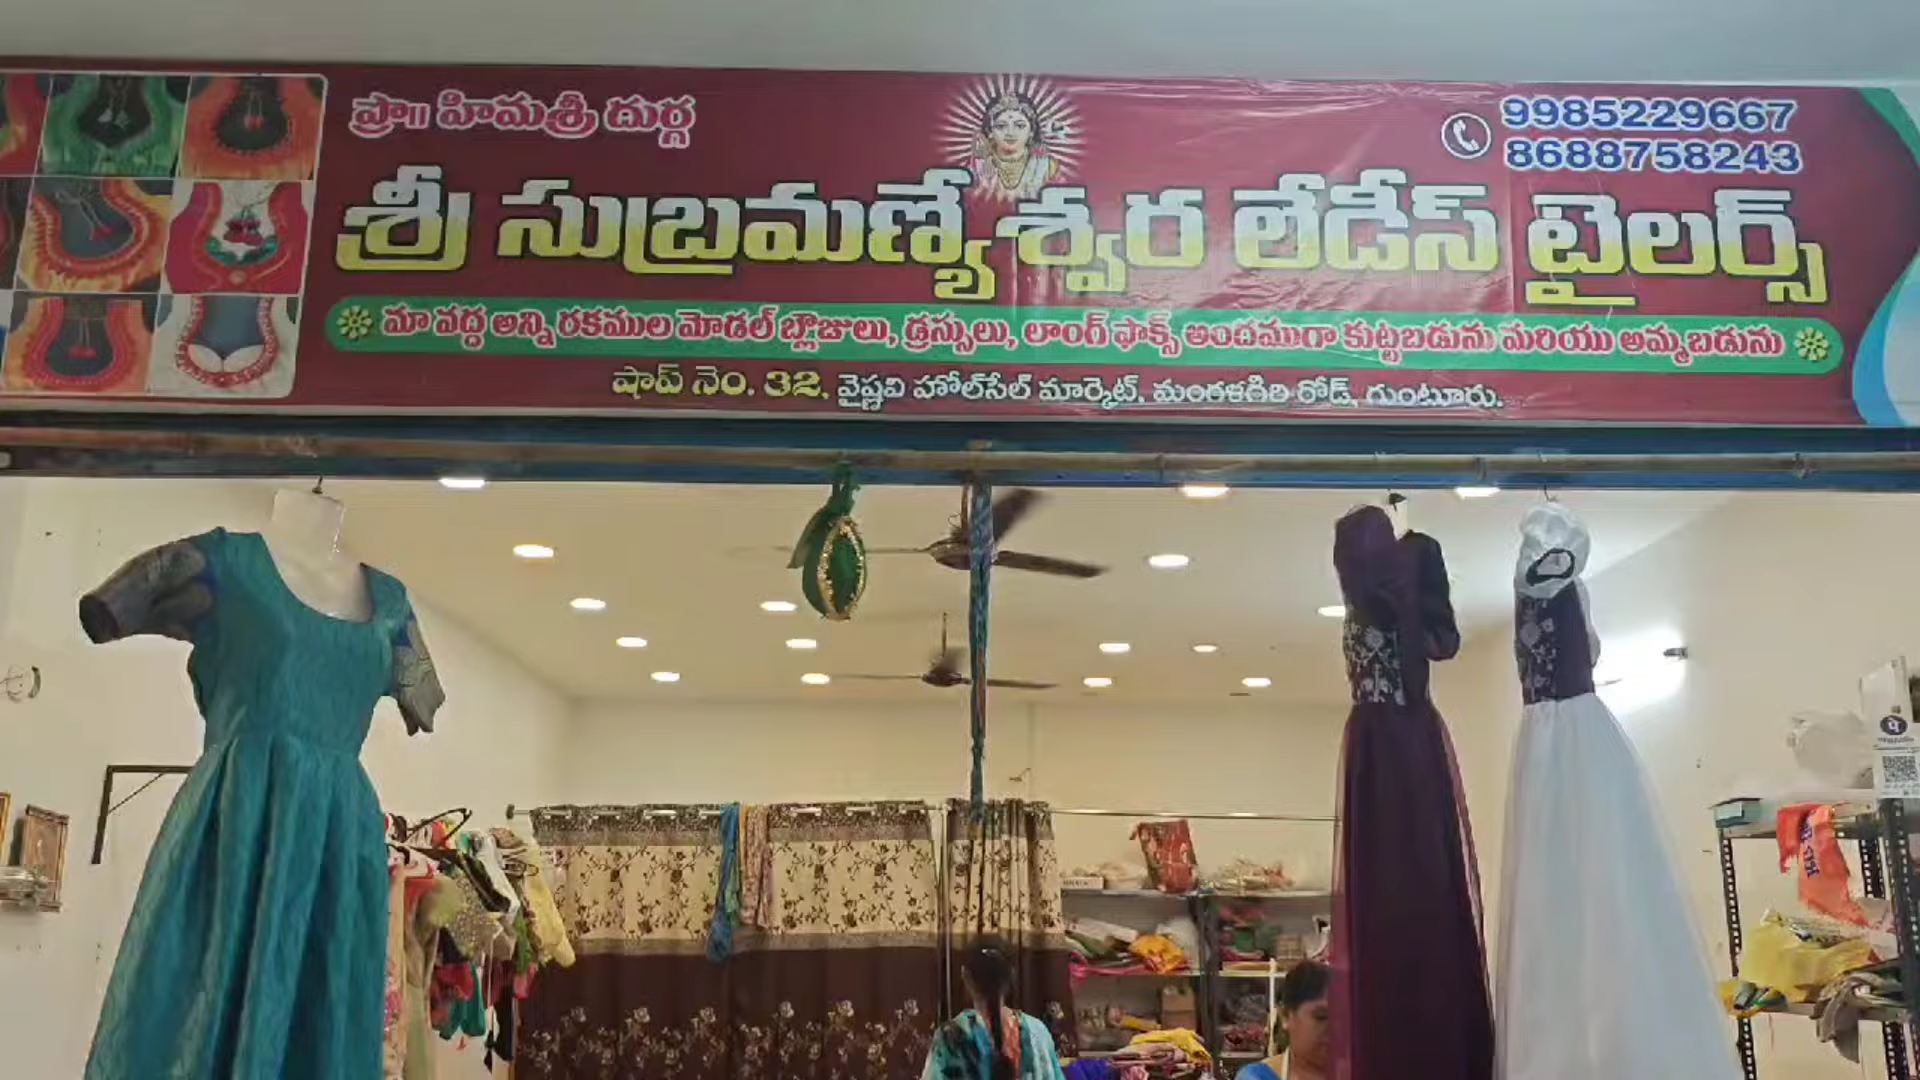 ప్రొ॥ హిమశ్రీ దుర్గ
9985229667
8688758243
శ్రీ సుబ్రమణ్యేశ్వర లేడీస్ టైలర్స్
మా వద్ద అన్ని రకముల మోడల్ బ్లౌజులు, డ్రస్సులు, లాంగ్ ఫ్రాక్స్ అందముగా కుట్టబడును మరియు అమ్మబడును
షాప్ నెం. 32, వైష్ణవి హోల్‌సేల్ మార్కెట్, మంగళగిరి రోడ్, గుంటూరు.